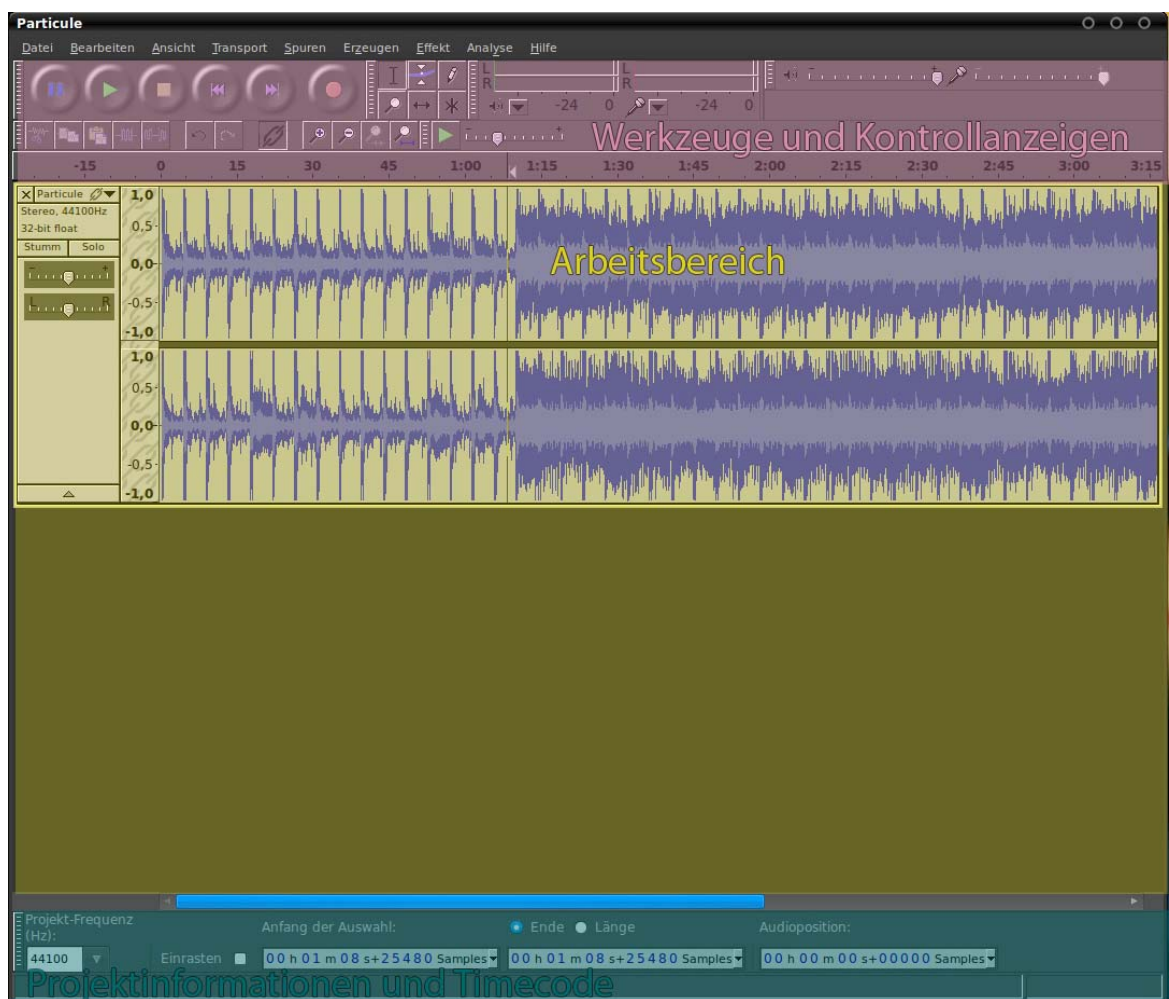 Particule
Datei Bearbeiten Ansicht Transport Spuren Erzeugen Effekt Analyse Hilfe
L
R
L
R
-24 0
-24 0
Werkzeuge und Kontrollanzeigen
-15 0 15 30 45 1:00 1:15 1:30 1:45 2:00 2:15 2:30 2:45 3:00 3:15
X Particule
Stereo, 44100Hz
32-bit float
Stumm Solo
- +
L R
1,0
0,5
0,0
-0,5
-1,0
Arbeitsbereich
1,0
0,5
0,0
-0,5
-1,0
Projekt-Frequenz
(Hz):
Anfang der Auswahl:
Ende Länge
Audioposition:
44100
Einrasten
00 h 01 m 08 s+25480 Samples
00 h 01 m 08 s+25480 Samples
00 h 00 m 00 s+00000 Samples
Projektinformationen und Timecode